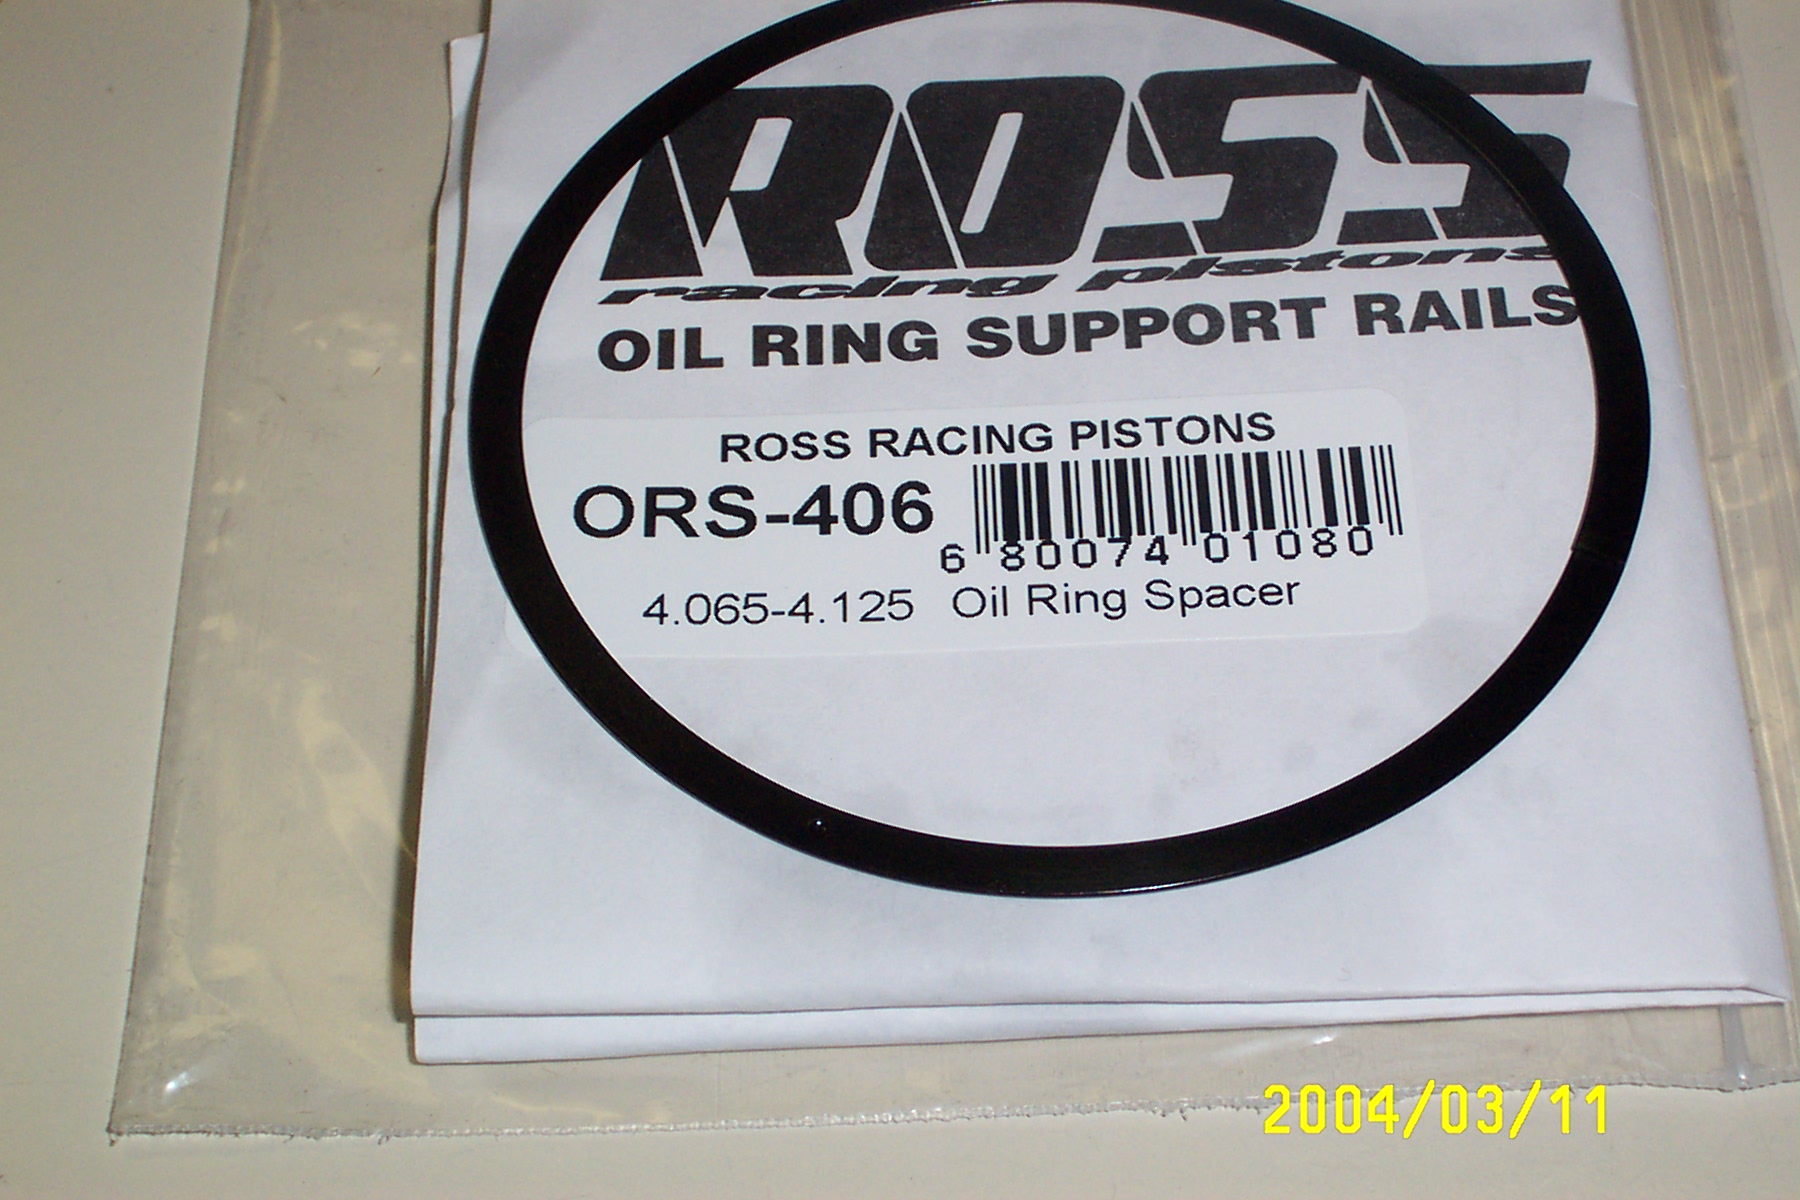 ROSS
racing pistons
OIL RING SUPPORT RAILS
ROSS RACING PISTONS
ORS-406
6 80074 01080
4.065-4.125 Oil Ring Spacer
2004/03/11